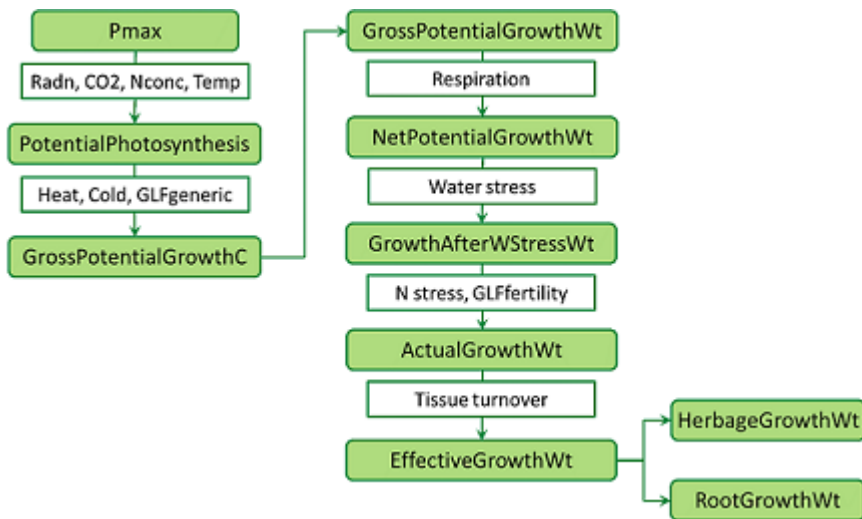 Pmax
Radn, CO2, Nconc, Temp
PotentialPhotosynthesis
Heat, Cold, GLFgeneric
GrossPotentialGrowthC
GrossPotentialGrowthWt
Respiration
NetPotentialGrowthWt
Water stress
GrowthAfterWStressWt
N stress, GLFfertility
ActualGrowthWt
Tissue turnover
EffectiveGrowthWt
HerbageGrowthWt
RootGrowthWt